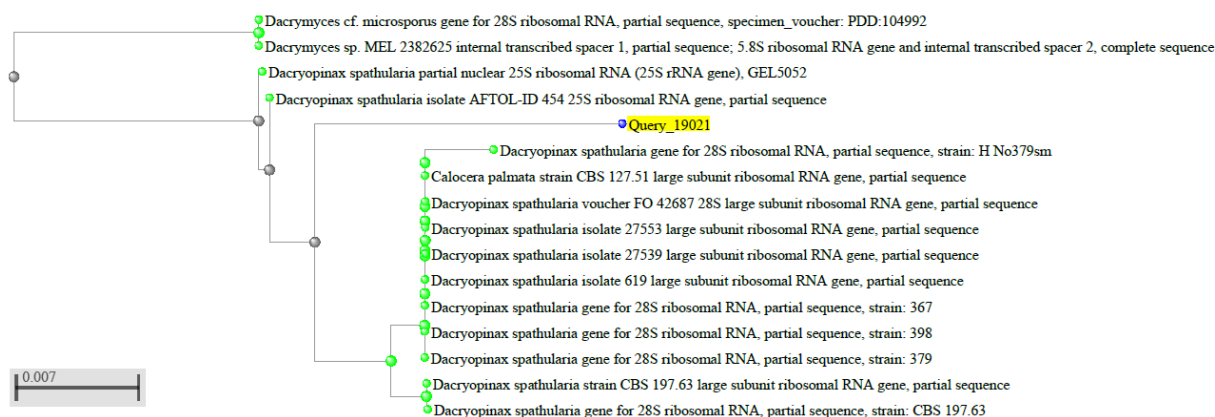 Dacrymyces cf. microsporus gene for 28S ribosomal RNA, partial sequence, specimen_voucher: PDD:104992
Dacrymyces sp. MEL 2382625 internal transcribed spacer 1, partial sequence; 5.8S ribosomal RNA gene and internal transcribed spacer 2, complete sequence
Dacryopinax spathularia partial nuclear 25S ribosomal RNA (25S rRNA gene), GEL5052
Dacryopinax spathularia isolate AFTOL-ID 454 25S ribosomal RNA gene, partial sequence
Query_19021
Dacryopinax spathularia gene for 28S ribosomal RNA, partial sequence, strain: H No379sm
Calocera palmata strain CBS 127.51 large subunit ribosomal RNA gene, partial sequence
Dacryopinax spathularia voucher FO 42687 28S large subunit ribosomal RNA gene, partial sequence
Dacryopinax spathularia isolate 27553 large subunit ribosomal RNA gene, partial sequence
Dacryopinax spathularia isolate 27539 large subunit ribosomal RNA gene, partial sequence
Dacryopinax spathularia isolate 619 large subunit ribosomal RNA gene, partial sequence
Dacryopinax spathularia gene for 28S ribosomal RNA, partial sequence, strain: 367
Dacryopinax spathularia gene for 28S ribosomal RNA, partial sequence, strain: 398
Dacryopinax spathularia gene for 28S ribosomal RNA, partial sequence, strain: 379
Dacryopinax spathularia strain CBS 197.63 large subunit ribosomal RNA gene, partial sequence
Dacryopinax spathularia gene for 28S ribosomal RNA, partial sequence, strain: CBS 197.63
0.007